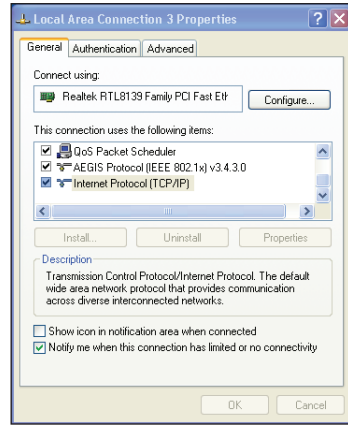 Local Area Connection 3 Properties
General Authentication Advanced
Connect using:
Realtek RTL8139 Family PCI Fast Eth
Configure...
This connection uses the following items:
QoS Packet Scheduler
AEGIS Protocol (IEEE 802.1x) v3.4.3.0
Internet Protocol (TCP/IP)
Install... Uninstall Properties
Description
Transmission Control Protocol/Internet Protocol. The default
wide area network protocol that provides communication
across diverse interconnected networks.
Show icon in notification area when connected
Notify me when this connection has limited or no connectivity
OK Cancel